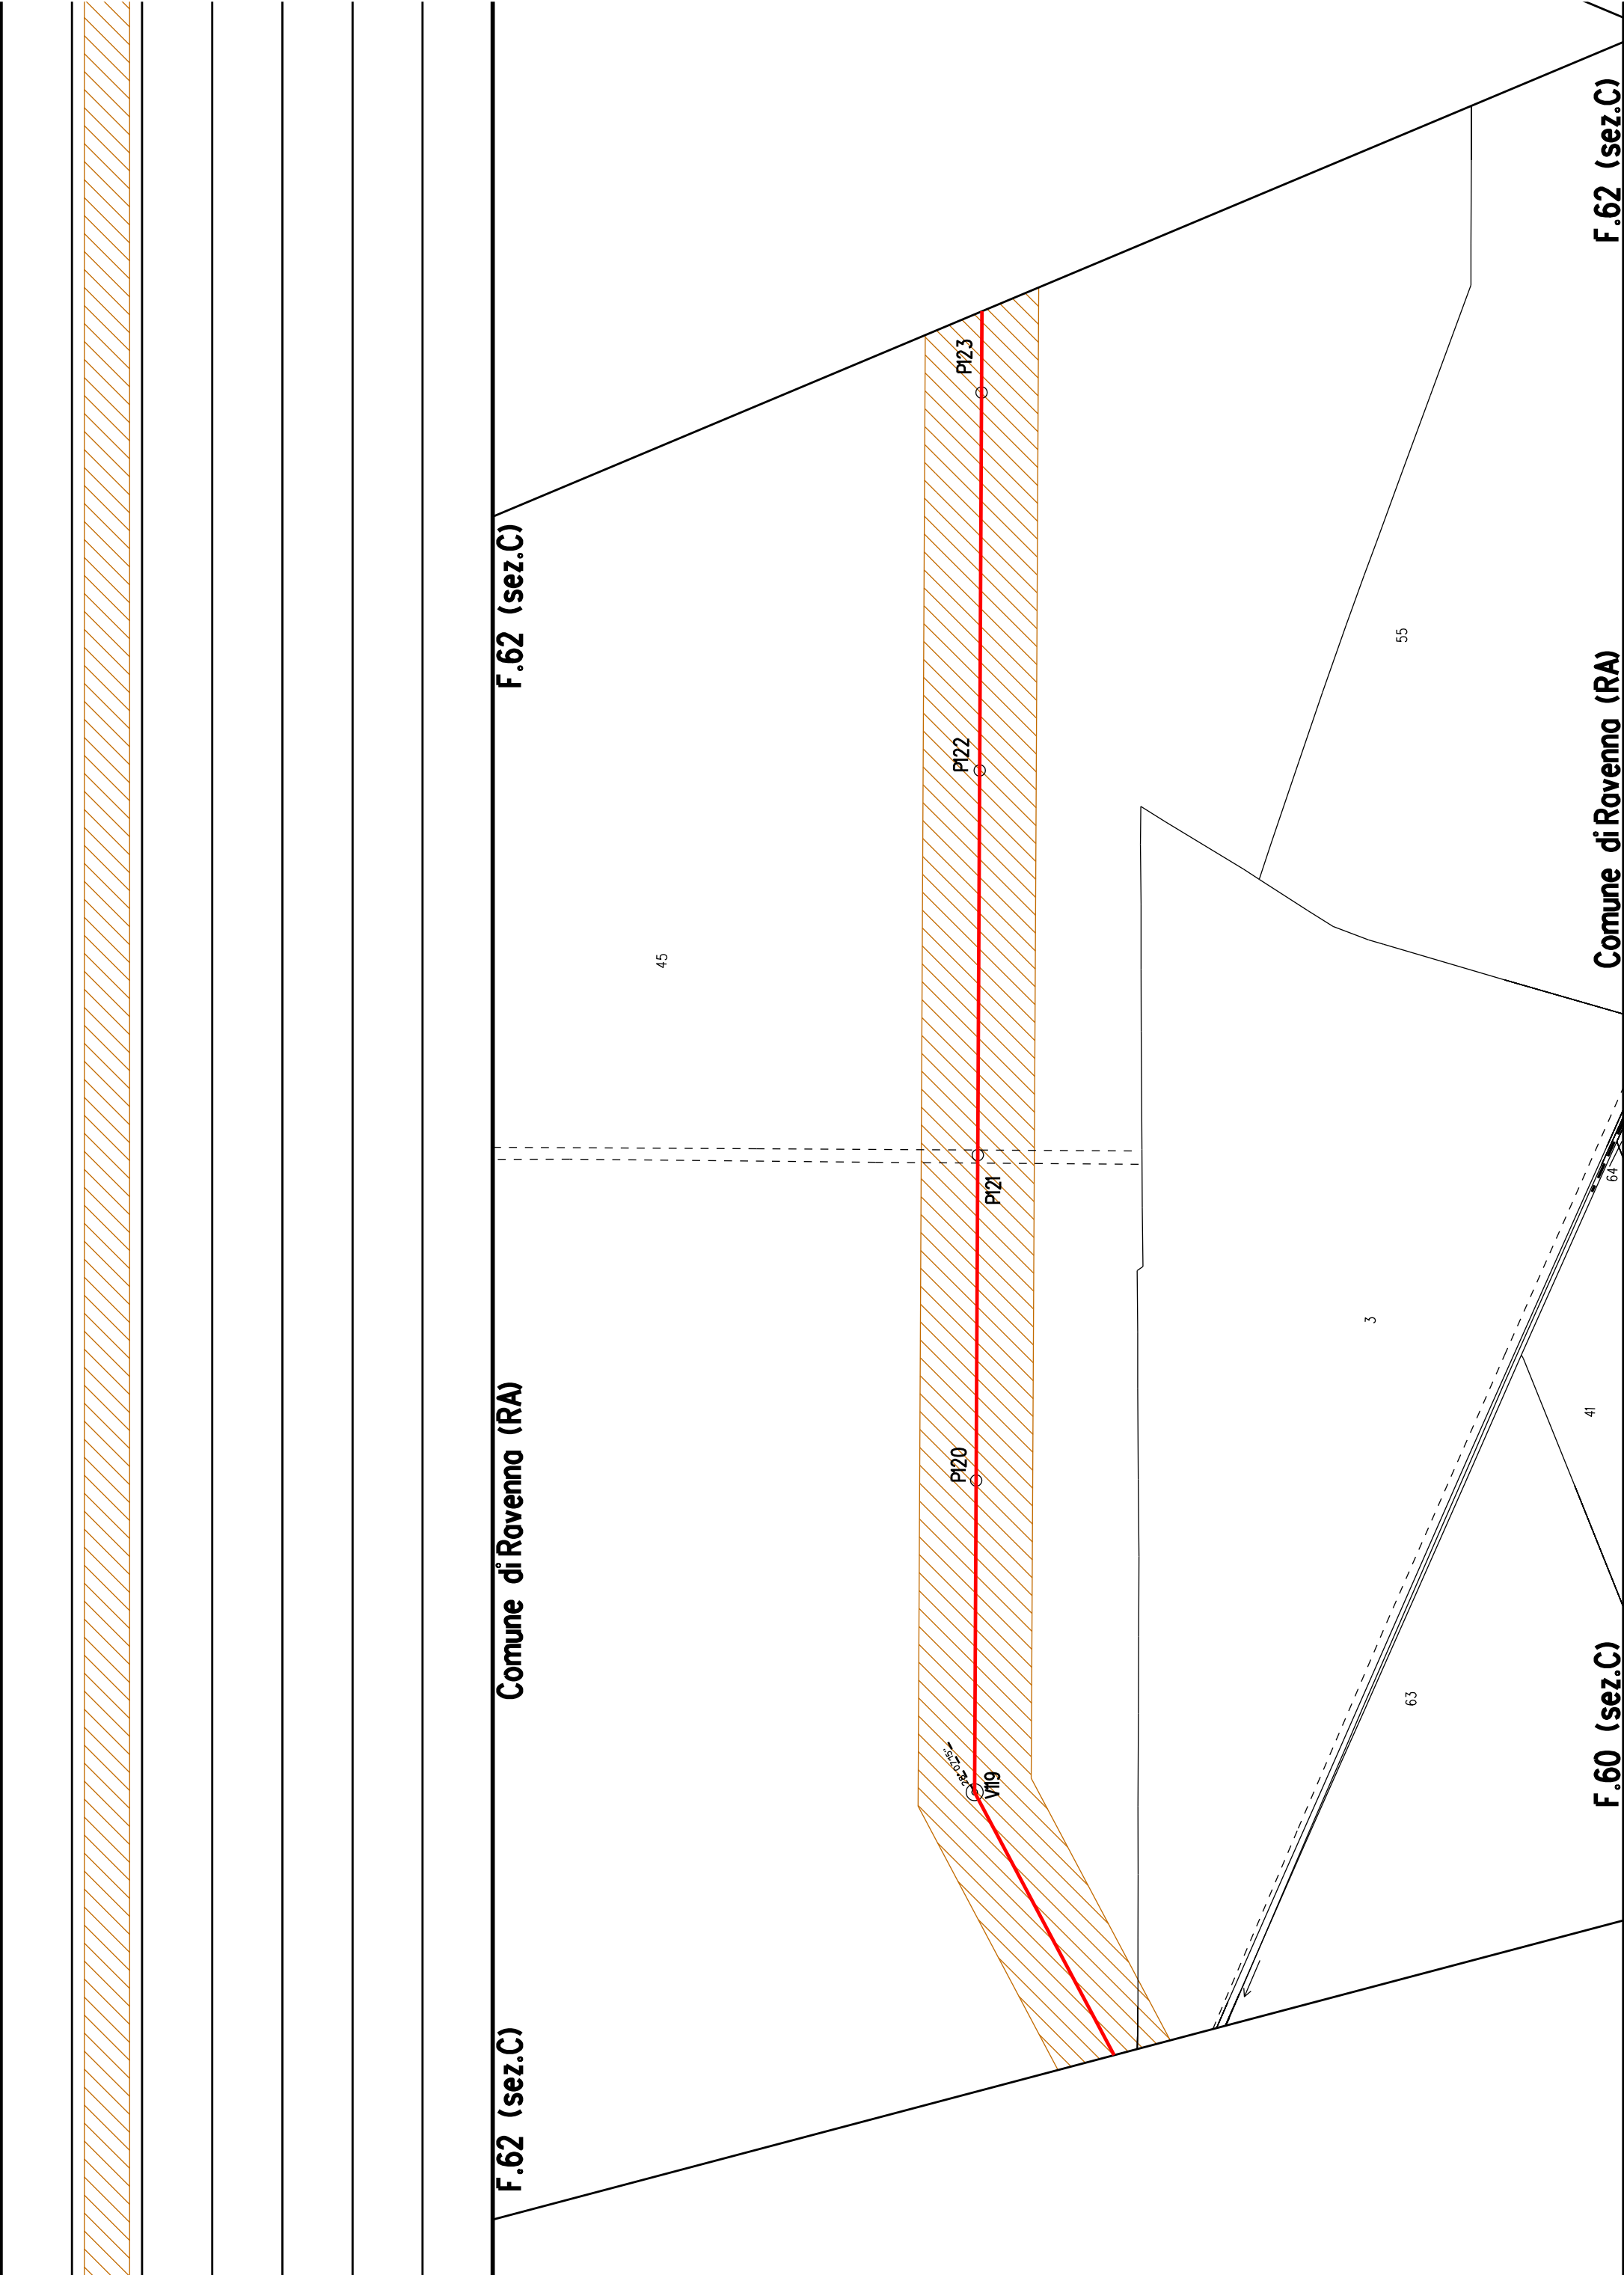 F.62 (sez.C)
Comune di Ravenna (RA)
F.62 (sez.C)
45
P123
P122
P121
P120
V119
55
3
63
41
64
F.60 (sez.C)
Comune di Ravenna (RA)
F.62 (sez.C)